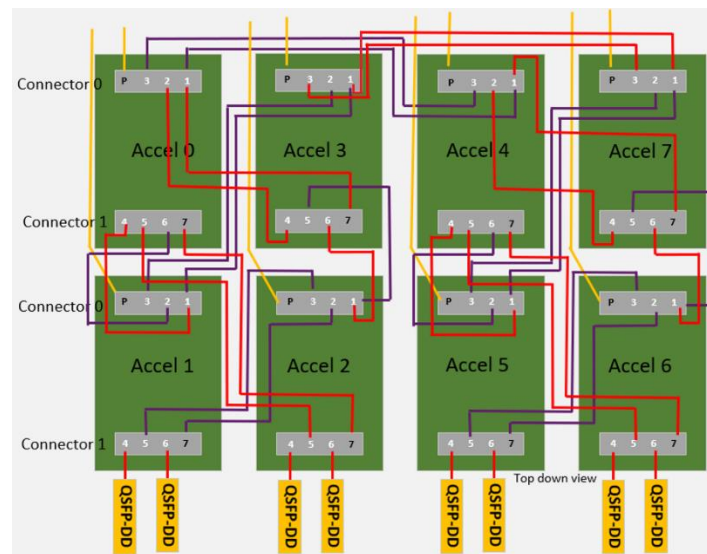 P 3 2 1 P 3 2 1 P 3 2 1 P 3 2 1
Connector 0
Accel 0 Accel 3 Accel 4 Accel 7
Connector 1
4 5 6 7 4 5 6 7 4 5 6 7 4 5 6 7
Connector 0
P 3 2 1 P 3 2 1 P 3 2 1 P 3 2 1
Accel 1 Accel 2 Accel 5 Accel 6
Connector 1
4 5 6 7 4 5 6 7 4 5 6 7 4 5 6 7
Top down view
QSFP-DD QSFP-DD QSFP-DD QSFP-DD QSFP-DD QSFP-DD QSFP-DD QSFP-DD